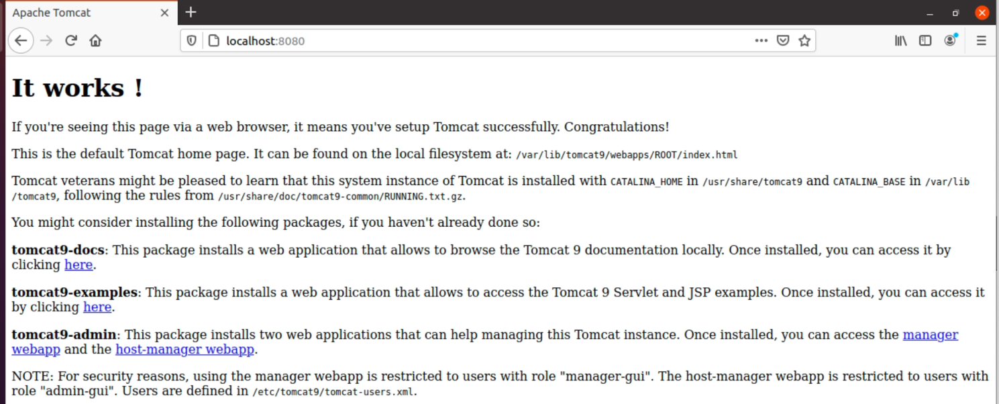 Apache Tomcat
localhost:8080
It works !
If you're seeing this page via a web browser, it means you've setup Tomcat successfully. Congratulations!
This is the default Tomcat home page. It can be found on the local filesystem at: /var/lib/tomcat9/webapps/ROOT/index.html
Tomcat veterans might be pleased to learn that this system instance of Tomcat is installed with CATALINA_HOME in /usr/share/tomcat9 and CATALINA_BASE in /var/lib
/tomcat9, following the rules from /usr/share/doc/tomcat9-common/RUNNING.txt.gz.
You might consider installing the following packages, if you haven't already done so:
tomcat9-docs: This package installs a web application that allows to browse the Tomcat 9 documentation locally. Once installed, you can access it by
clicking here.
tomcat9-examples: This package installs a web application that allows to access the Tomcat 9 Servlet and JSP examples. Once installed, you can access it
by clicking here.
tomcat9-admin: This package installs two web applications that can help managing this Tomcat instance. Once installed, you can access the manager
webapp and the host-manager webapp.
NOTE: For security reasons, using the manager webapp is restricted to users with role "manager-gui". The host-manager webapp is restricted to users with
role "admin-gui". Users are defined in /etc/tomcat9/tomcat-users.xml.